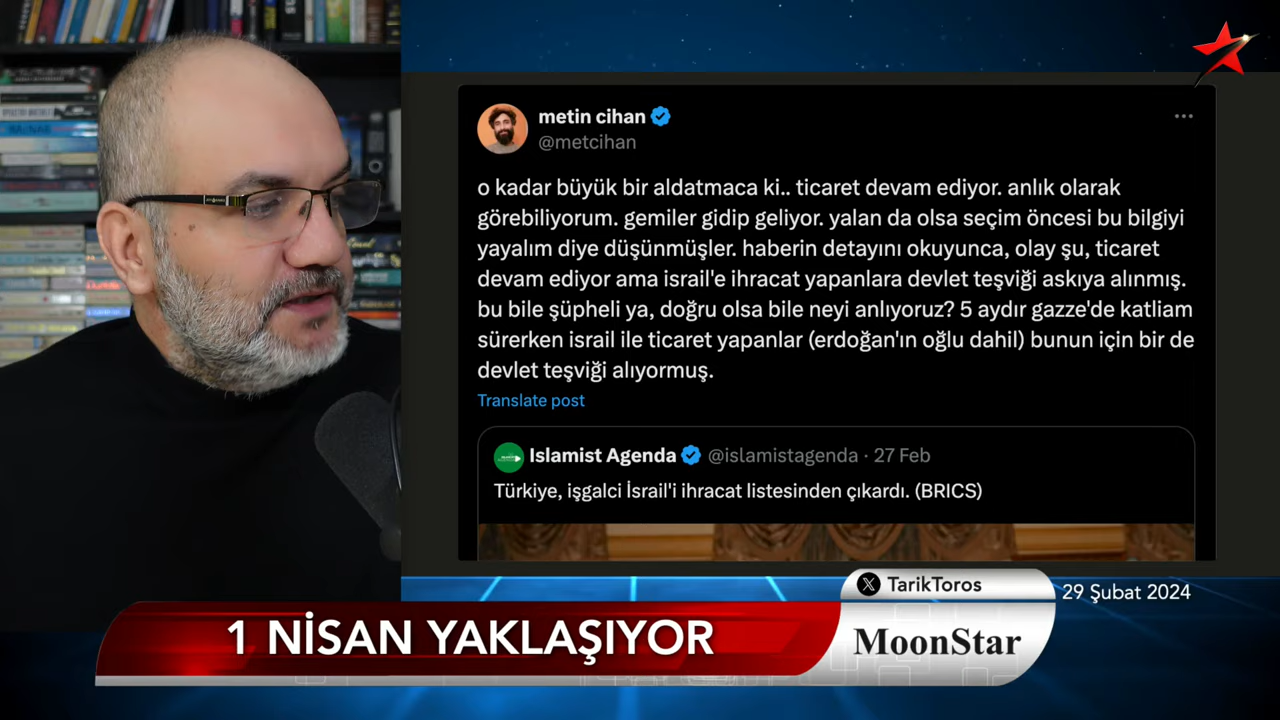 metin cihan
@metcihan
o kadar büyük bir aldatmaca ki.. ticaret devam ediyor. anlık olarak
görebiliyorum. gemiler gidip geliyor. yalan da olsa seçim öncesi bu bilgiyi
yayalım diye düşünmüşler. haberin detayını okuyunca, olay şu, ticaret
devam ediyor ama israil'e ihracat yapanlara devlet teşviği askıya alınmış.
bu bile şüpheli ya, doğru olsa bile neyi anlıyoruz? 5 aydır gazze'de katliam
sürerken israil ile ticaret yapanlar (erdoğan'ın oğlu dahil) bunun için bir de
devlet teşviği alıyormuş.
Translate post
Islamist Agenda @islamistagenda · 27 Feb
Türkiye, işgalci İsrail'i ihracat listesinden çıkardı. (BRICS)
TarikToros
29 Şubat 2024
1 NİSAN YAKLAŞIYOR
MoonStar